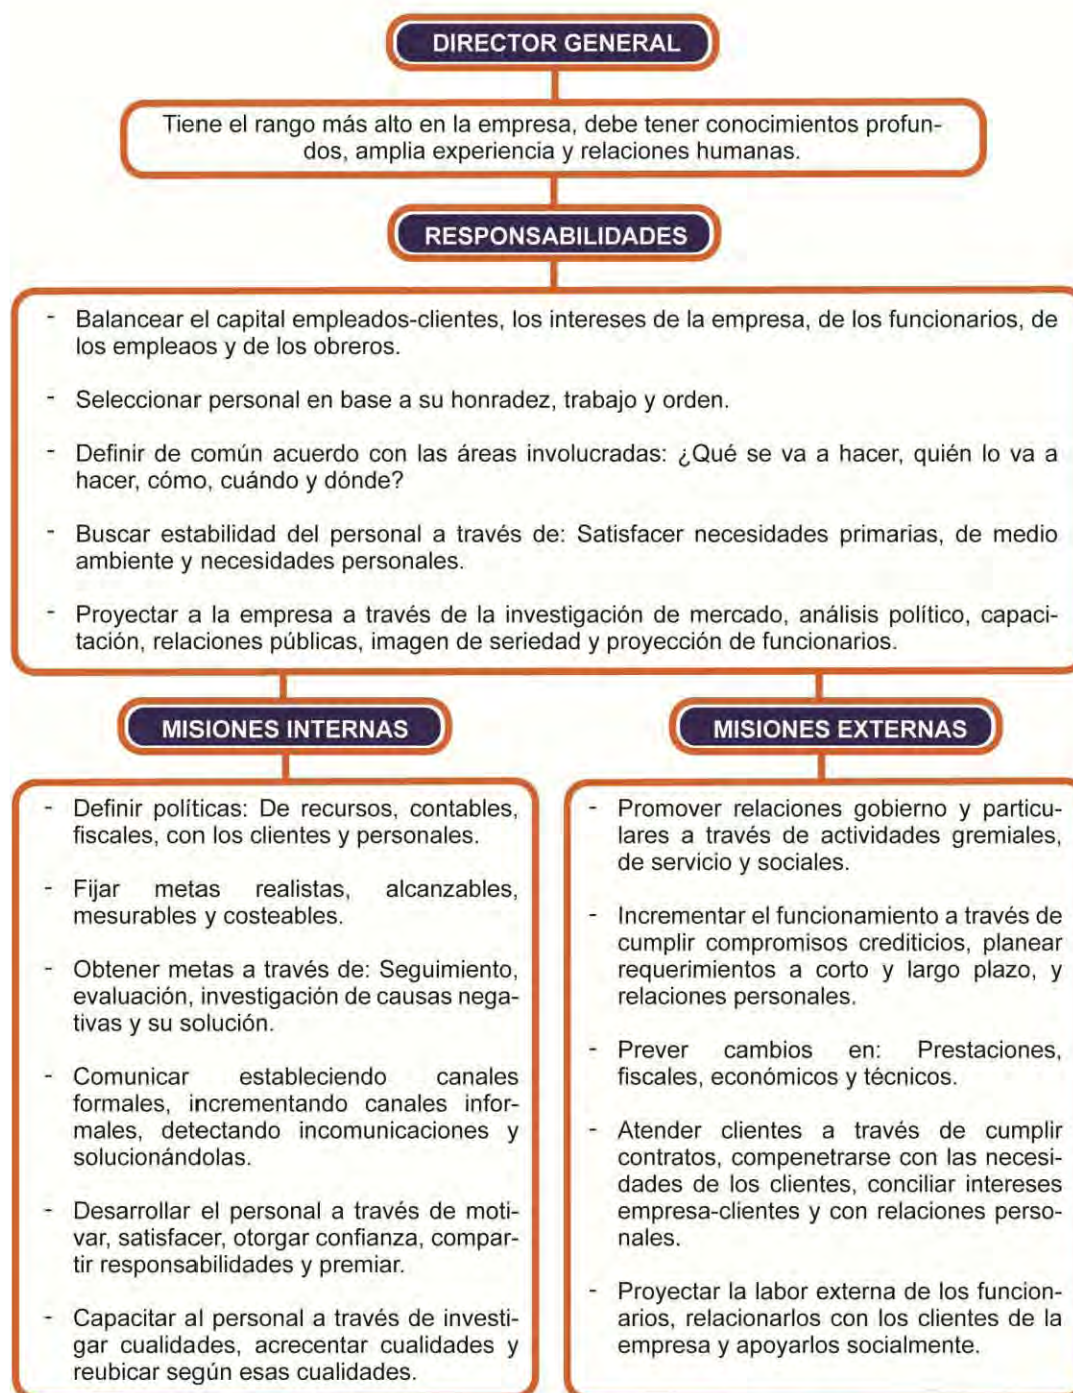 DIRECTOR GENERAL
Tiene el rango más alto en la empresa, debe tener conocimientos profun-
dos, amplia experiencia y relaciones humanas.
RESPONSABILIDADES
- Balancear el capital empleados-clientes, los intereses de la empresa, de los funcionarios, de
los empleaos y de los obreros.
- Seleccionar personal en base a su honradez, trabajo y orden.
- Definir de común acuerdo con las áreas involucradas: ¿Qué se va a hacer, quién lo va a
hacer, cómo, cuándo y dónde?
- Buscar estabilidad del personal a través de: Satisfacer necesidades primarias, de medio
ambiente y necesidades personales.
- Proyectar a la empresa a través de la investigación de mercado, análisis político, capaci-
tación, relaciones públicas, imagen de seriedad y proyección de funcionarios.
MISIONES INTERNAS
- Definir políticas: De recursos, contables,
fiscales, con los clientes y personales.
- Fijar metas realistas, alcanzables,
mesurables y costeables.
- Obtener metas a través de: Seguimiento,
evaluación, investigación de causas nega-
tivas y su solución.
- Comunicar estableciendo canales
formales, incrementando canales infor-
males, detectando incomunicaciones y
solucionándolas.
- Desarrollar el personal a través de moti-
var, satisfacer, otorgar confianza, compar-
tir responsabilidades y premiar.
- Capacitar al personal a través de investi-
gar cualidades, acrecentar cualidades y
reubicar según esas cualidades.
MISIONES EXTERNAS
- Promover relaciones gobierno y particu-
lares a través de actividades gremiales,
de servicio y sociales.
- Incrementar el funcionamiento a través de
cumplir compromisos crediticios, planear
requerimientos a corto y largo plazo, y
relaciones personales.
- Prever cambios en: Prestaciones,
fiscales, económicos y técnicos.
- Atender clientes a través de cumplir
contratos, compenetrarse con las necesi-
dades de los clientes, conciliar intereses
empresa-clientes y con relaciones perso-
nales.
- Proyectar la labor externa de los funcion-
arios, relacionarlos con los clientes de la
empresa y apoyarlos socialmente.